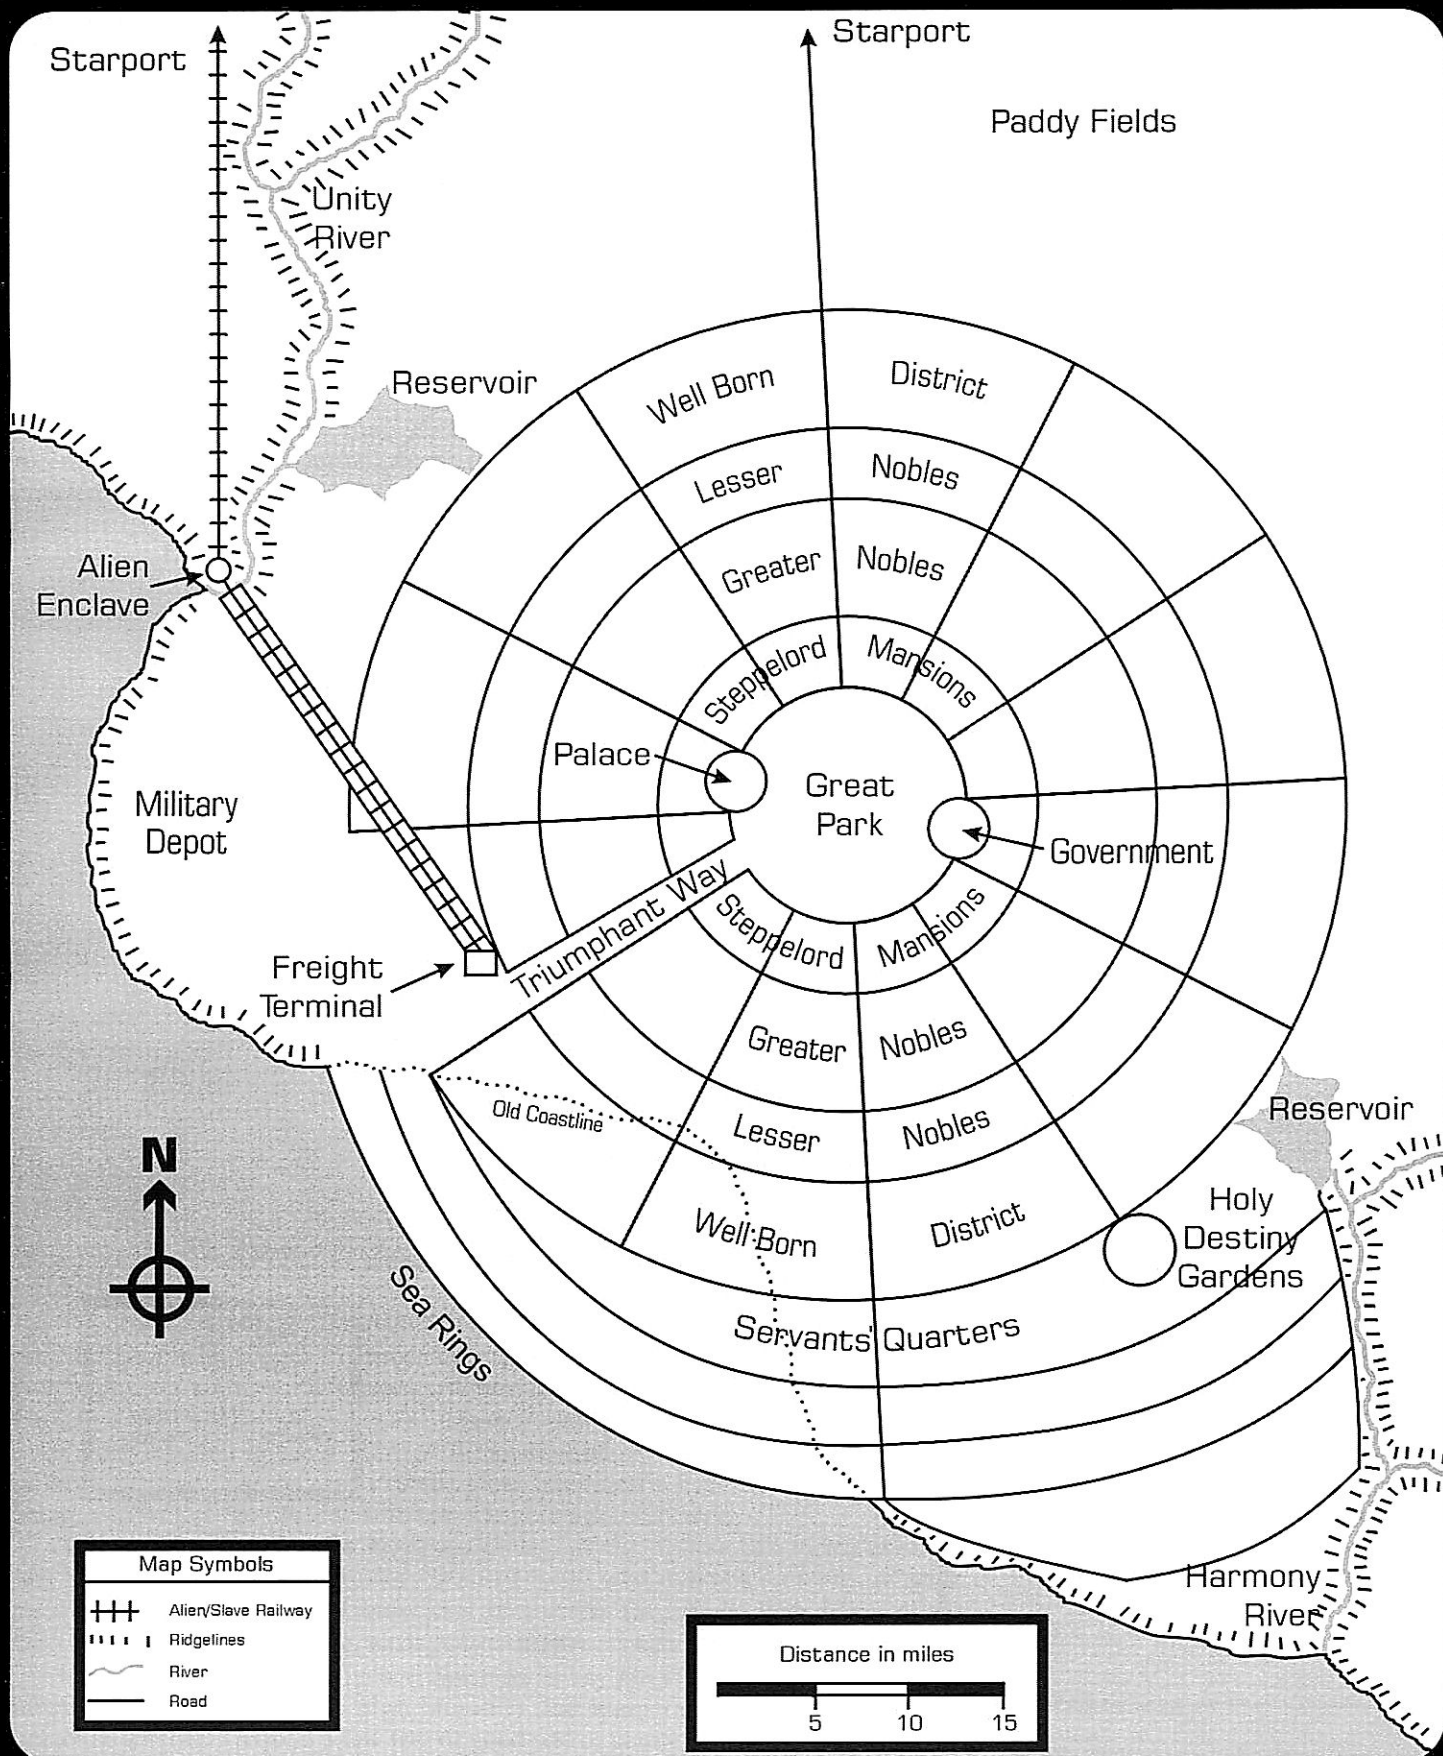 Starport
Starport
Paddy Fields
Unity
River
Reservoir
Well Born
District
Lesser
Nobles
Greater
Nobles
Alien
Enclave
Steppelord
Mansions
Palace
Great
Park
Military
Depot
Government
Triumphant Way
Steppelord
Mansions
Freight
Terminal
Greater
Nobles
Old Coastline
Lesser
Nobles
Reservoir
N
Well Born
District
Holy
Destiny
Gardens
Sea Rings
Servants' Quarters
Harmony
River
Map Symbols
Alien/Slave Railway
Ridgelines
River
Road
Distance in miles
5 10 15